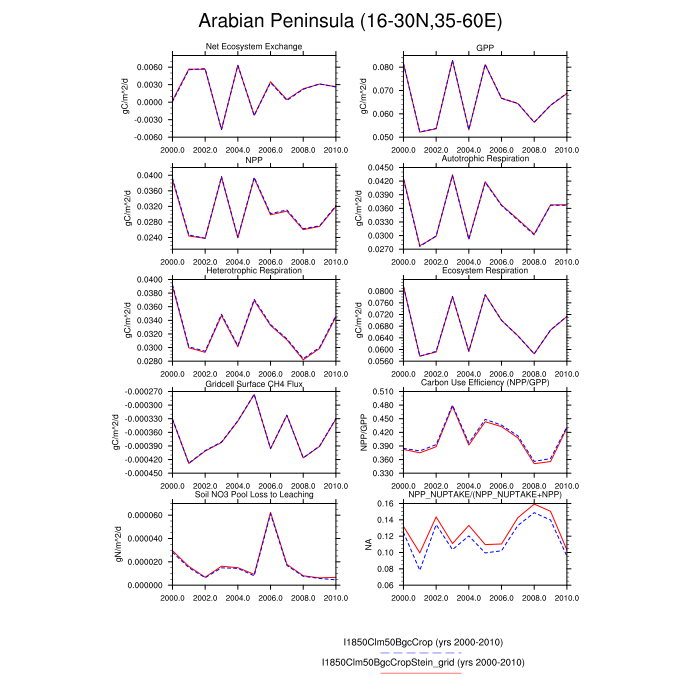 Arabian Peninsula (16-30N,35-60E)
Net Ecosystem Exchange
gC/m^2/d
0.0060
0.0030
0.0000
-0.0030
-0.0060
2000.0 2002.0 2004.0 2006.0 2008.0 2010.0
GPP
gC/m^2/d
0.080
0.070
0.060
0.050
2000.0 2002.0 2004.0 2006.0 2008.0 2010.0
NPP
gC/m^2/d
0.0400
0.0360
0.0320
0.0280
0.0240
2000.0 2002.0 2004.0 2006.0 2008.0 2010.0
Autotrophic Respiration
gC/m^2/d
0.0450
0.0420
0.0390
0.0360
0.0330
0.0300
0.0270
2000.0 2002.0 2004.0 2006.0 2008.0 2010.0
Heterotrophic Respiration
gC/m^2/d
0.0400
0.0380
0.0360
0.0340
0.0320
0.0300
0.0280
2000.0 2002.0 2004.0 2006.0 2008.0 2010.0
Ecosystem Respiration
gC/m^2/d
0.0800
0.0760
0.0720
0.0680
0.0640
0.0600
0.0560
2000.0 2002.0 2004.0 2006.0 2008.0 2010.0
Gridcell Surface CH4 Flux
gC/m^2/d
-0.000270
-0.000300
-0.000330
-0.000360
-0.000390
-0.000420
-0.000450
2000.0 2002.0 2004.0 2006.0 2008.0 2010.0
Carbon Use Efficiency (NPP/GPP)
NPP/GPP
0.510
0.480
0.450
0.420
0.390
0.360
0.330
2000.0 2002.0 2004.0 2006.0 2008.0 2010.0
Soil NO3 Pool Loss to Leaching
gN/m^2/d
0.000060
0.000040
0.000020
0.000000
2000.0 2002.0 2004.0 2006.0 2008.0 2010.0
NPP_NUPTAKE/(NPP_NUPTAKE+NPP)
NA
0.16
0.14
0.12
0.10
0.08
0.06
2000.0 2002.0 2004.0 2006.0 2008.0 2010.0
I1850Clm50BgcCrop (yrs 2000-2010)
I1850Clm50BgcCropStein_grid (yrs 2000-2010)